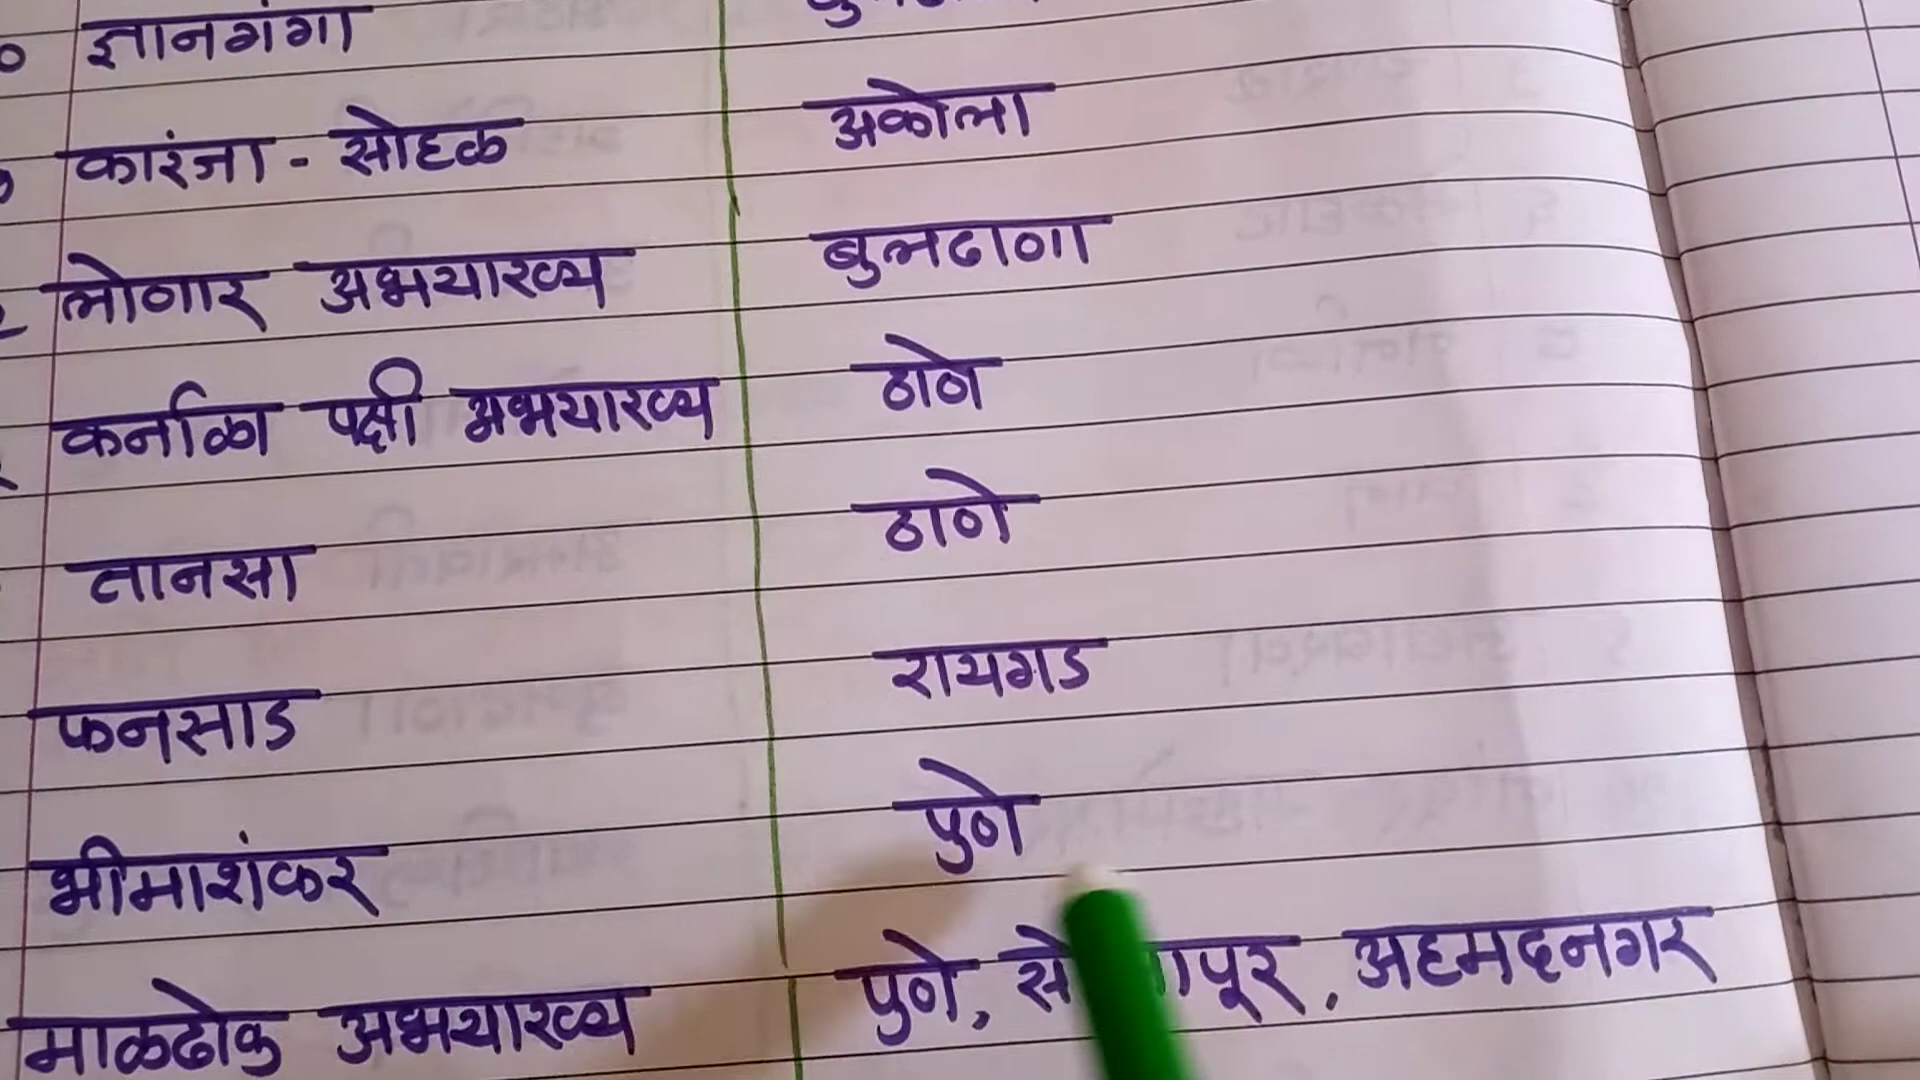 ज्ञानगंगा
कारंजा - सोहळ अकोला
लोणार अभयारण्य बुलढाणा
कर्नाळा पक्षी अभयारण्य ठाणे
तानसा ठाणे
फनसाड रायगड
भीमाशंकर पुणे
माळढोक अभयारण्य पुणे, अहमदनगर